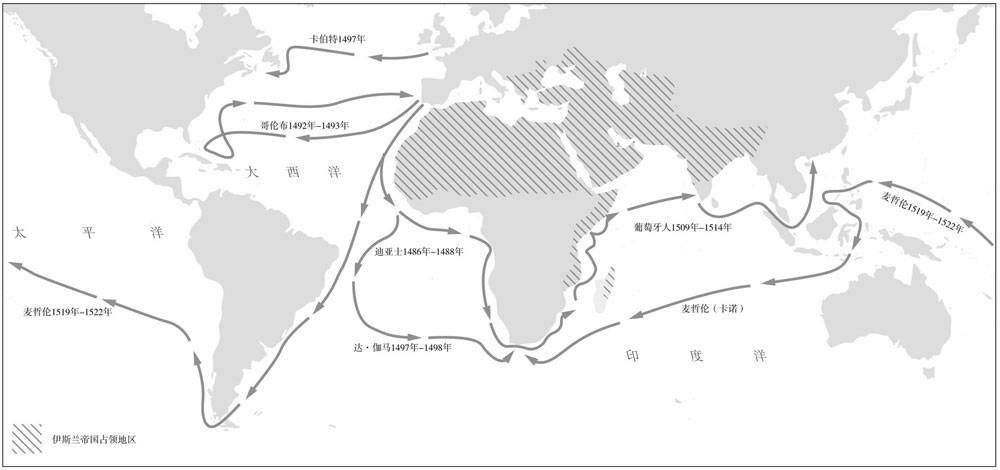 卡伯特1497年
哥伦布1492年–1493年
大 西 洋
太 平 洋
麦哲伦1519年–1522年
迪亚士1486年–1488年
葡萄牙人1509年–1514年
麦哲伦1519年–1522年
麦哲伦（卡诺）
达·伽马1497年–1498年
印 度 洋
伊斯兰帝国占领地区